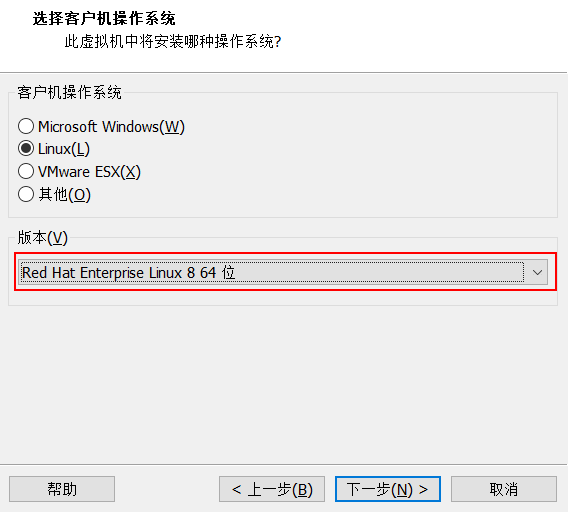 选择客户机操作系统
此虚拟机中将安装哪种操作系统?
客户机操作系统
Microsoft Windows(W)
Linux(L)
VMware ESX(X)
其他(O)
版本(V)
Red Hat Enterprise Linux 8 64 位
帮助
< 上一步(B)
下一步(N) >
取消